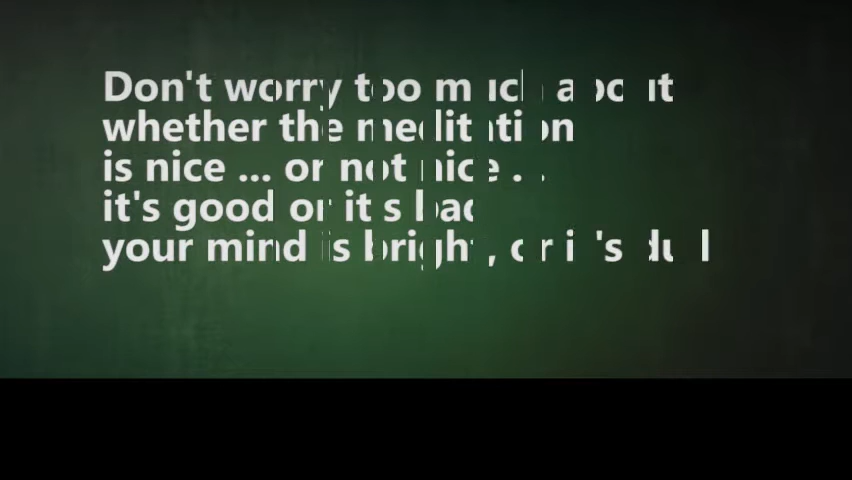 Don't worry too much about
whether the meditation
is nice ... or not nice ...
it's good or it's bad
your mind is bright, or it's dull